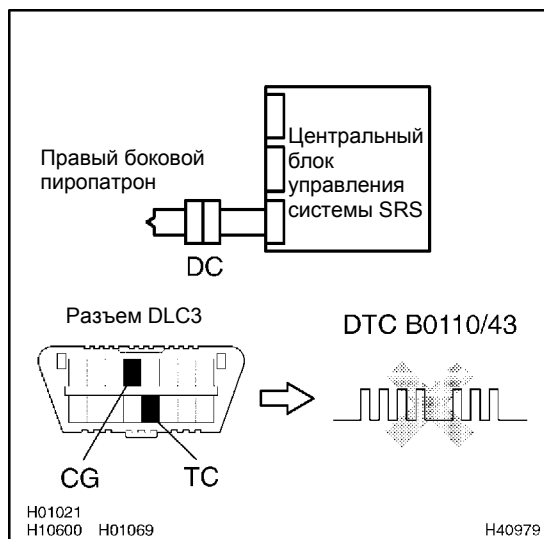 Центральный
блок
управления
системы SRS
Правый боковой
пиропатрон
DC
Разъем DLC3
DTC B0110/43
CG
TC
H01021
H10600 H01069
H40979